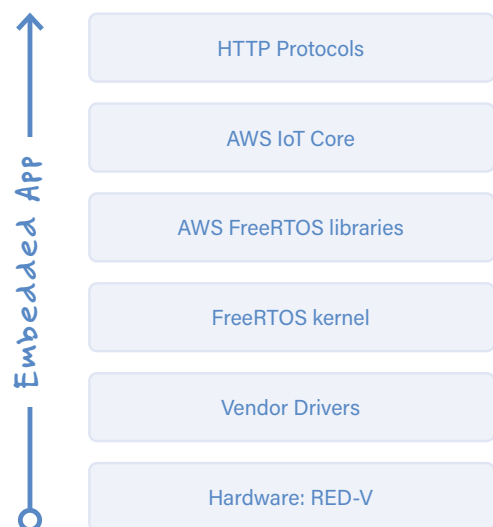 HTTP Protocols
AWS IoT Core
AWS FreeRTOS libraries
FreeRTOS kernel
Vendor Drivers
Hardware: RED-V
Embedded App